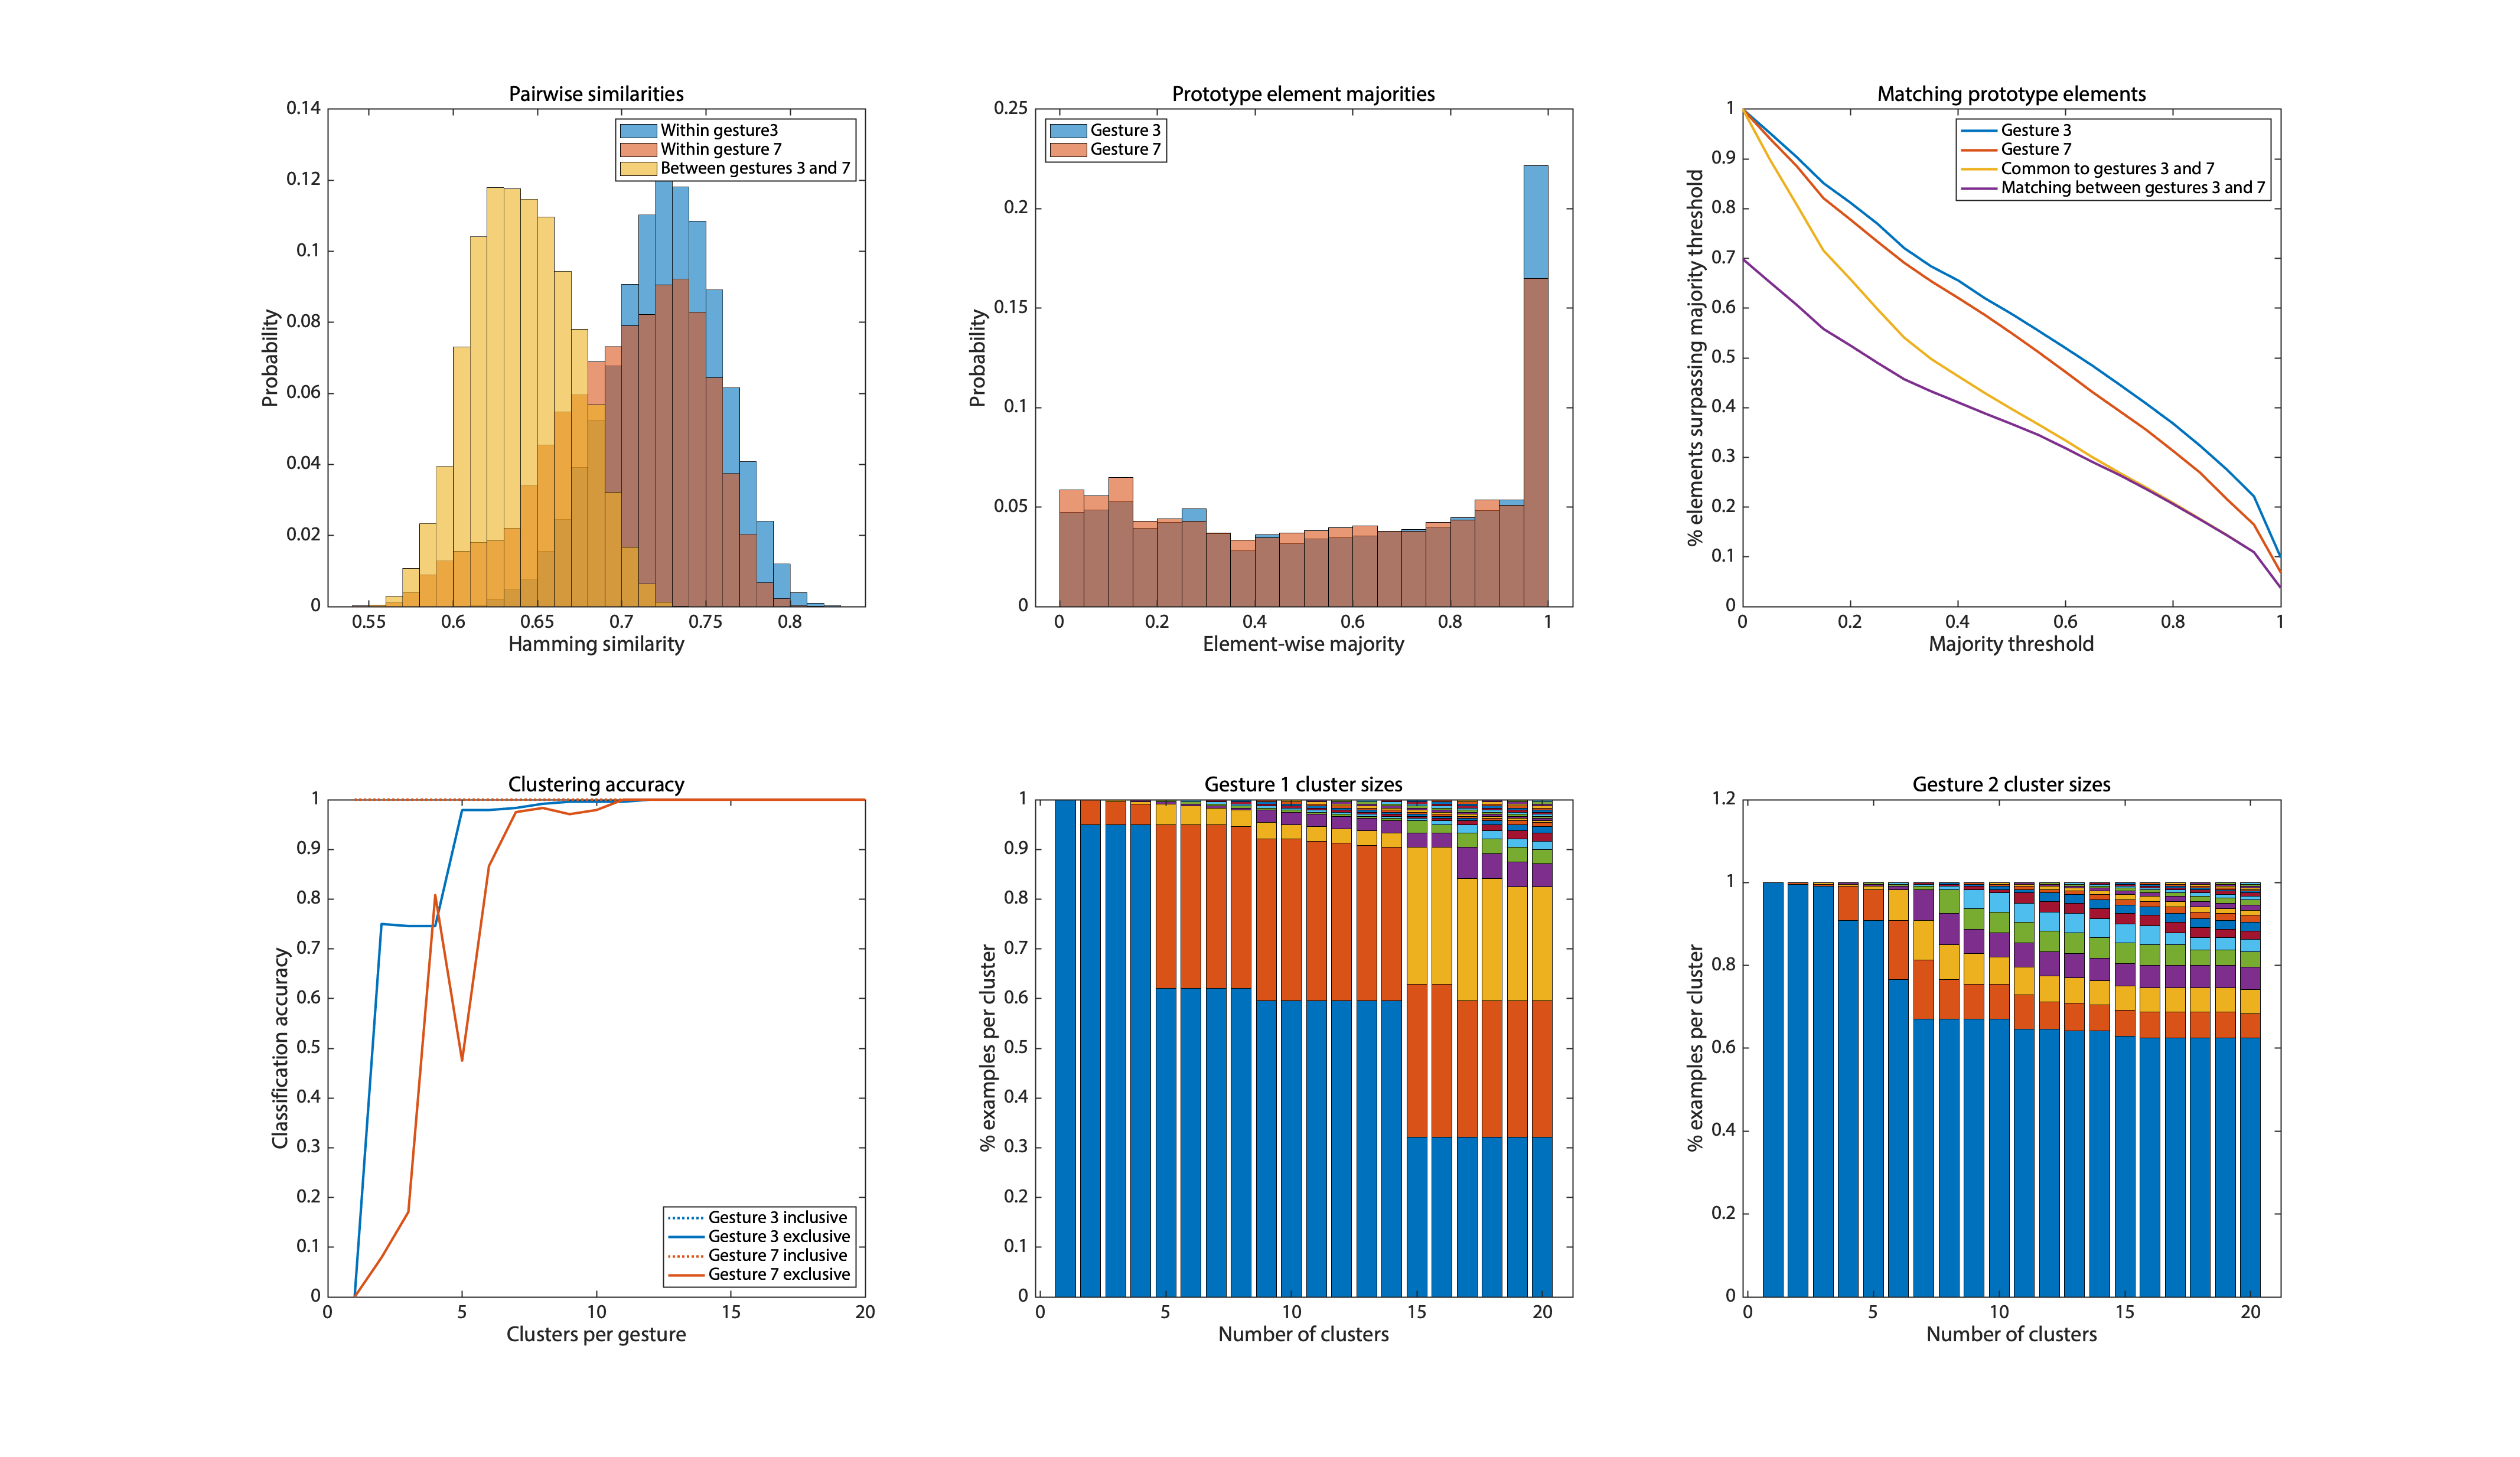 Pairwise similarities
0.14
0.12
0.1
0.08
0.06
0.04
0.02
0
Probability
Within gesture3
Within gesture 7
Between gestures 3 and 7
0.55 0.6 0.65 0.7 0.75 0.8
Hamming similarity
Prototype element majorities
0.25
0.2
0.15
0.1
0.05
0
Probability
Gesture 3
Gesture 7
0 0.2 0.4 0.6 0.8 1
Element-wise majority
Matching prototype elements
1
0.9
0.8
0.7
0.6
0.5
0.4
0.3
0.2
0.1
0
% elements surpassing majority threshold
Gesture 3
Gesture 7
Common to gestures 3 and 7
Matching between gestures 3 and 7
0 0.2 0.4 0.6 0.8 1
Majority threshold
Clustering accuracy
1
0.9
0.8
0.7
0.6
0.5
0.4
0.3
0.2
0.1
0
Classification accuracy
Gesture 3 inclusive
Gesture 3 exclusive
Gesture 7 inclusive
Gesture 7 exclusive
0 5 10 15 20
Clusters per gesture
Gesture 1 cluster sizes
1
0.9
0.8
0.7
0.6
0.5
0.4
0.3
0.2
0.1
0
% examples per cluster
0 5 10 15 20
Number of clusters
Gesture 2 cluster sizes
1.2
1
0.8
0.6
0.4
0.2
0
% examples per cluster
0 5 10 15 20
Number of clusters